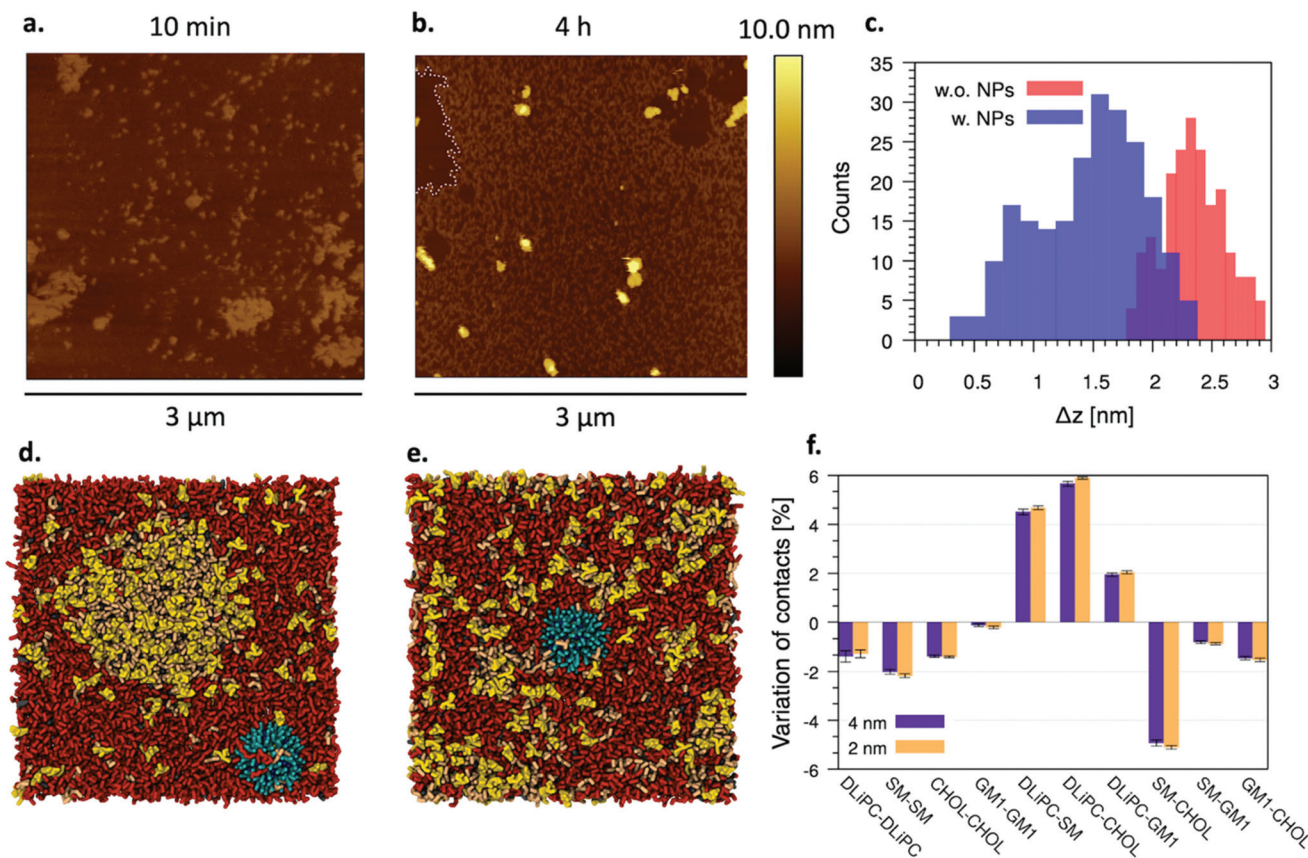 a.
10 min
b.
4 h
10.0 nm
c.
3 μm
3 μm
w.o. NPs
w. NPs
Counts
35
30
25
20
15
10
5
0
0 0.5 1 1.5 2 2.5 3
Δz [nm]
d.
e.
f.
Variation of contacts [%]
6
4
2
0
-2
-4
-6
4 nm
2 nm
DLiPC-DLiPC
SM-SM
CHOL-CHOL
GM1-GM1
DLiPC-SM
DLiPC-CHOL
DLiPC-GM1
SM-CHOL
SM-GM1
GM1-CHOL